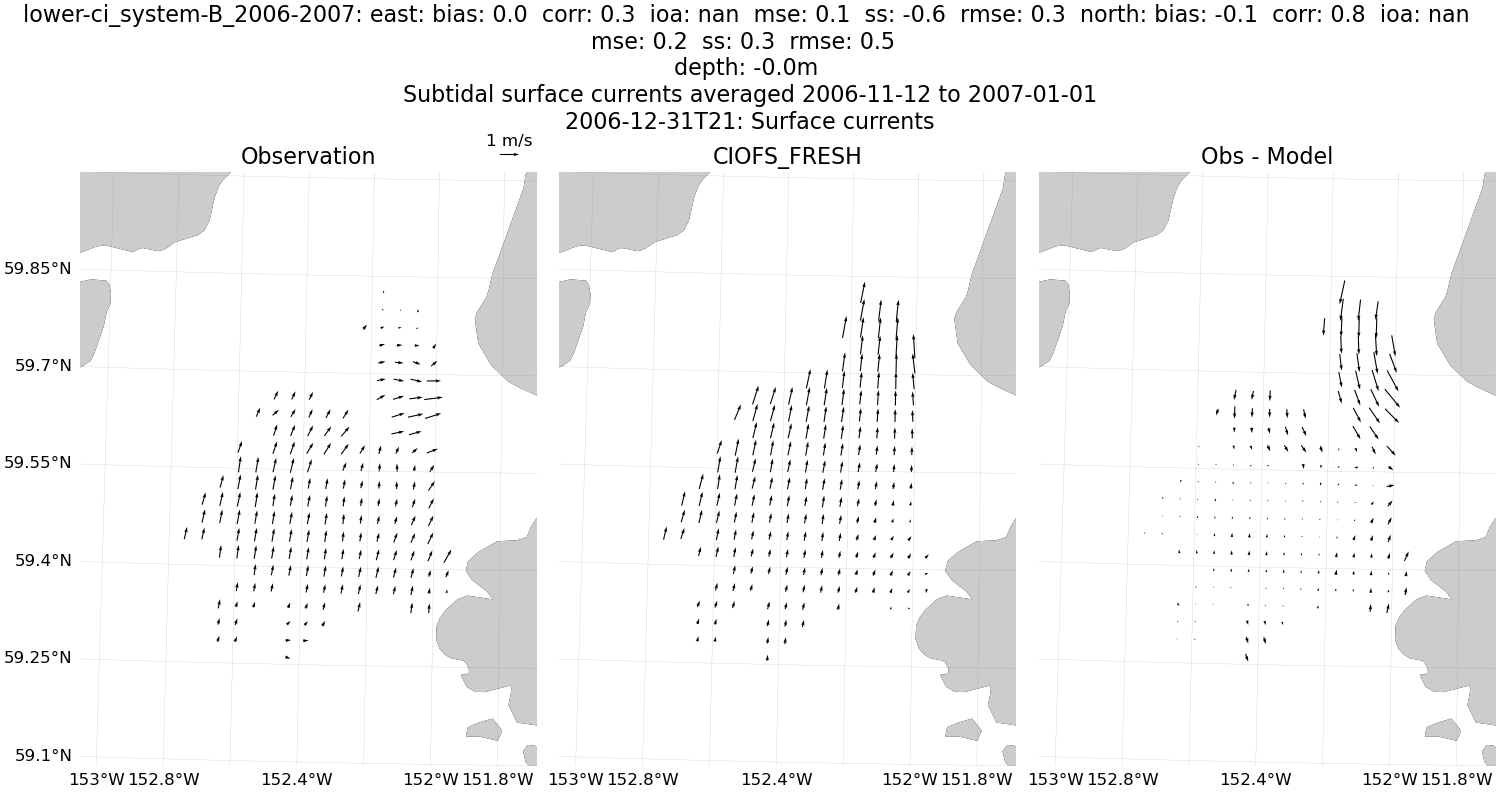 lower-ci_system-B_2006-2007: east: bias: 0.0  corr: 0.3  ioa: nan  mse: 0.1  ss: -0.6  rmse: 0.3  north: bias: -0.1  corr: 0.8  ioa: nan
mse: 0.2  ss: 0.3  rmse: 0.5
depth: -0.0m
Subtidal surface currents averaged 2006-11-12 to 2007-01-01
2006-12-31T21: Surface currents
1 m/s
Observation
CIOFS_FRESH
Obs - Model
59.85°N
59.7°N
59.55°N
59.4°N
59.25°N
59.1°N
153°W 152.8°W 152.4°W 152°W 151.8°W
153°W 152.8°W 152.4°W 152°W 151.8°W
153°W 152.8°W 152.4°W 152°W 151.8°W